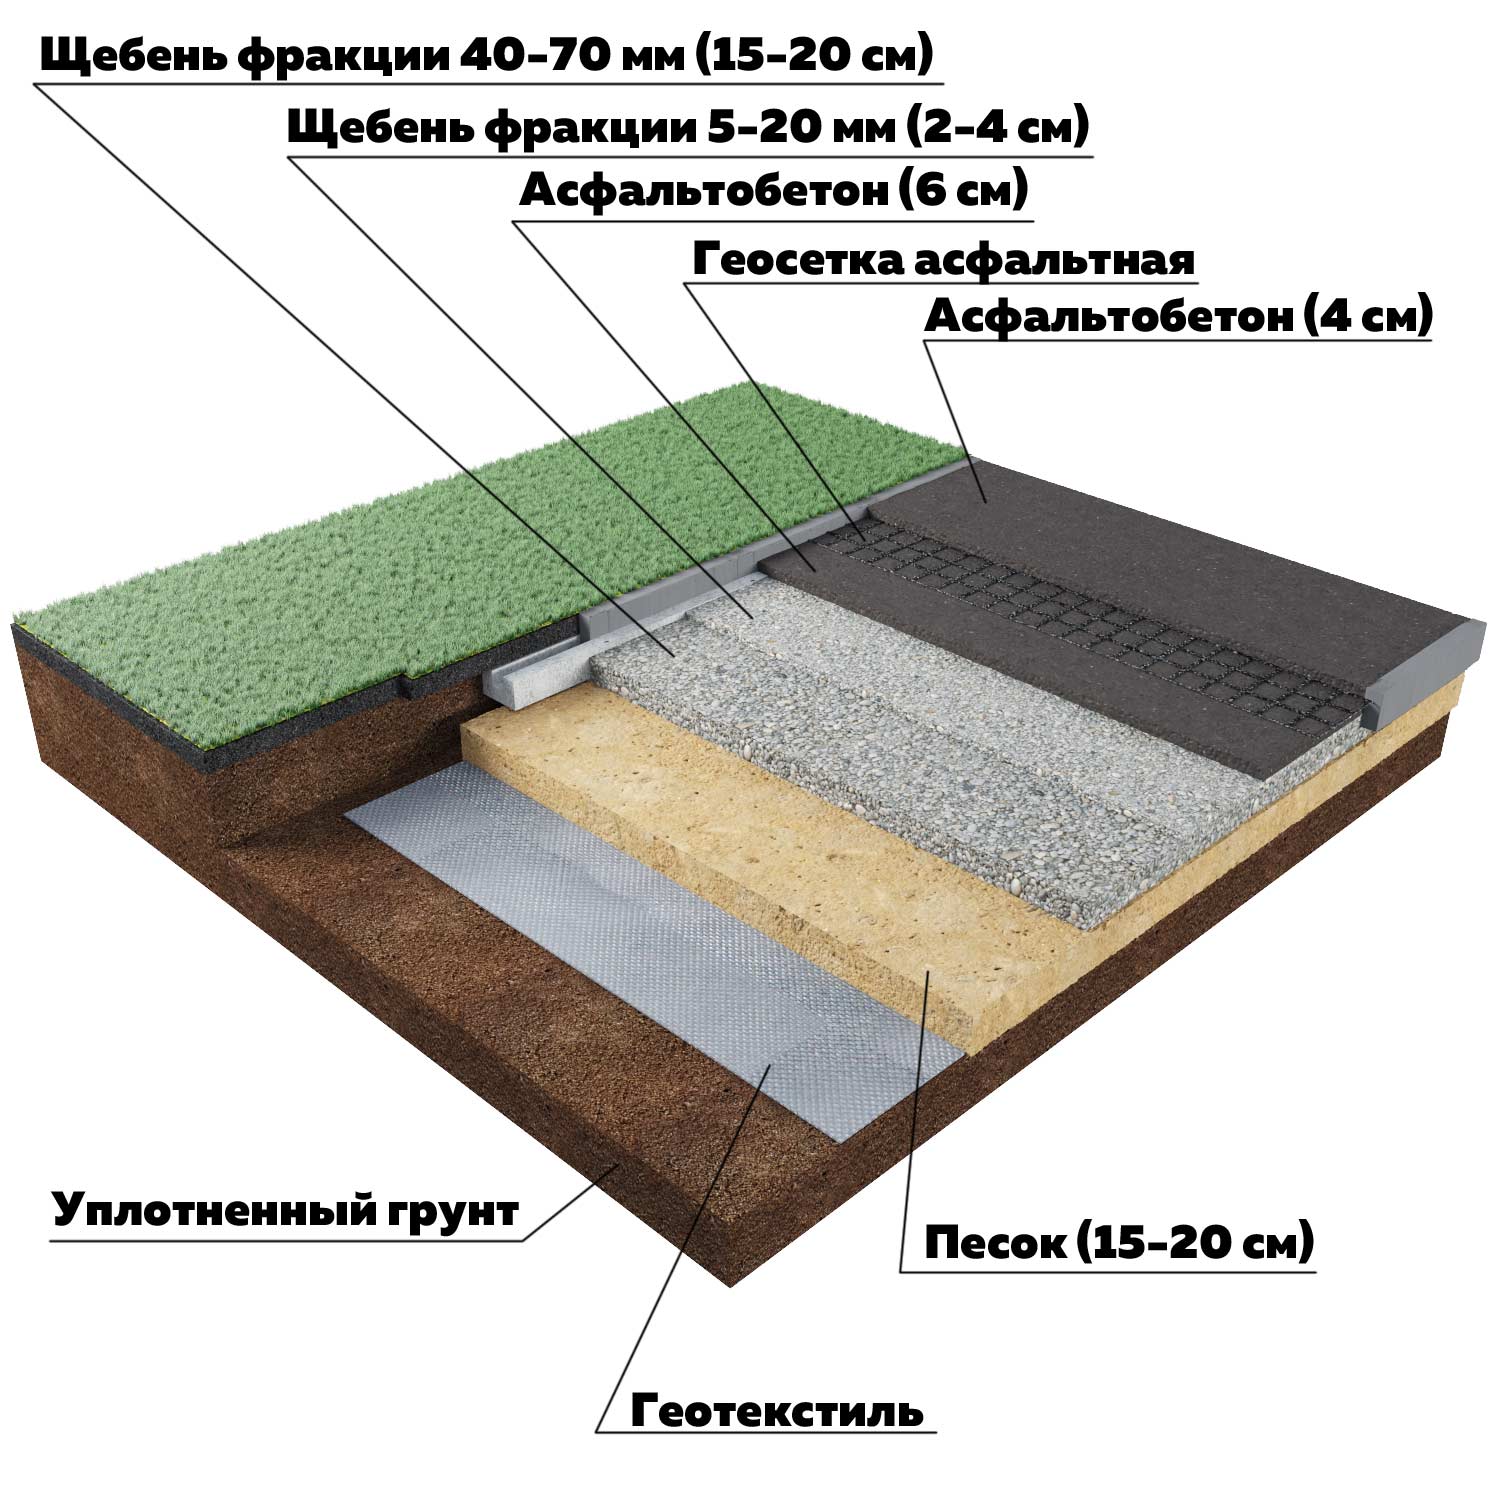 Щебень фракции 40-70 мм (15-20 см)
Щебень фракции 5-20 мм (2-4 см)
Асфальтобетон (6 см)
Геосетка асфальтная
Асфальтобетон (4 см)
Уплотненный грунт
Песок (15-20 см)
Геотекстиль